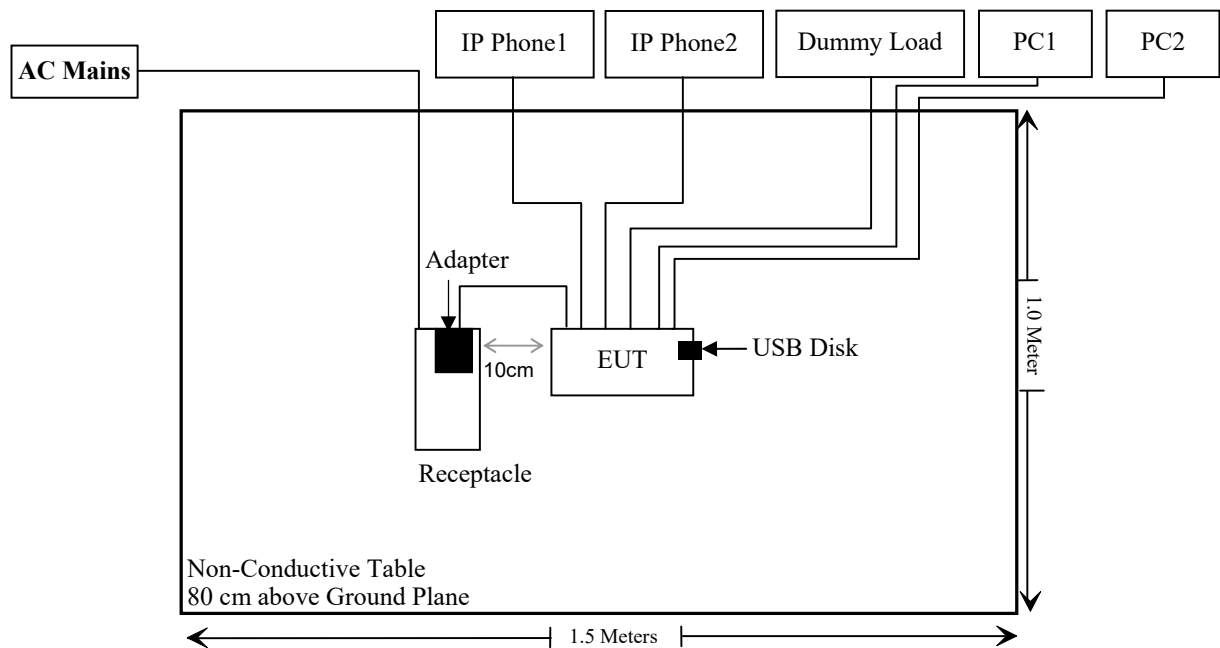 IP Phone1
IP Phone2
Dummy Load
PC1
PC2
AC Mains
Adapter
10cm
EUT
USB Disk
Receptacle
1.0 Meter
Non-Conductive Table
80 cm above Ground Plane
1.5 Meters